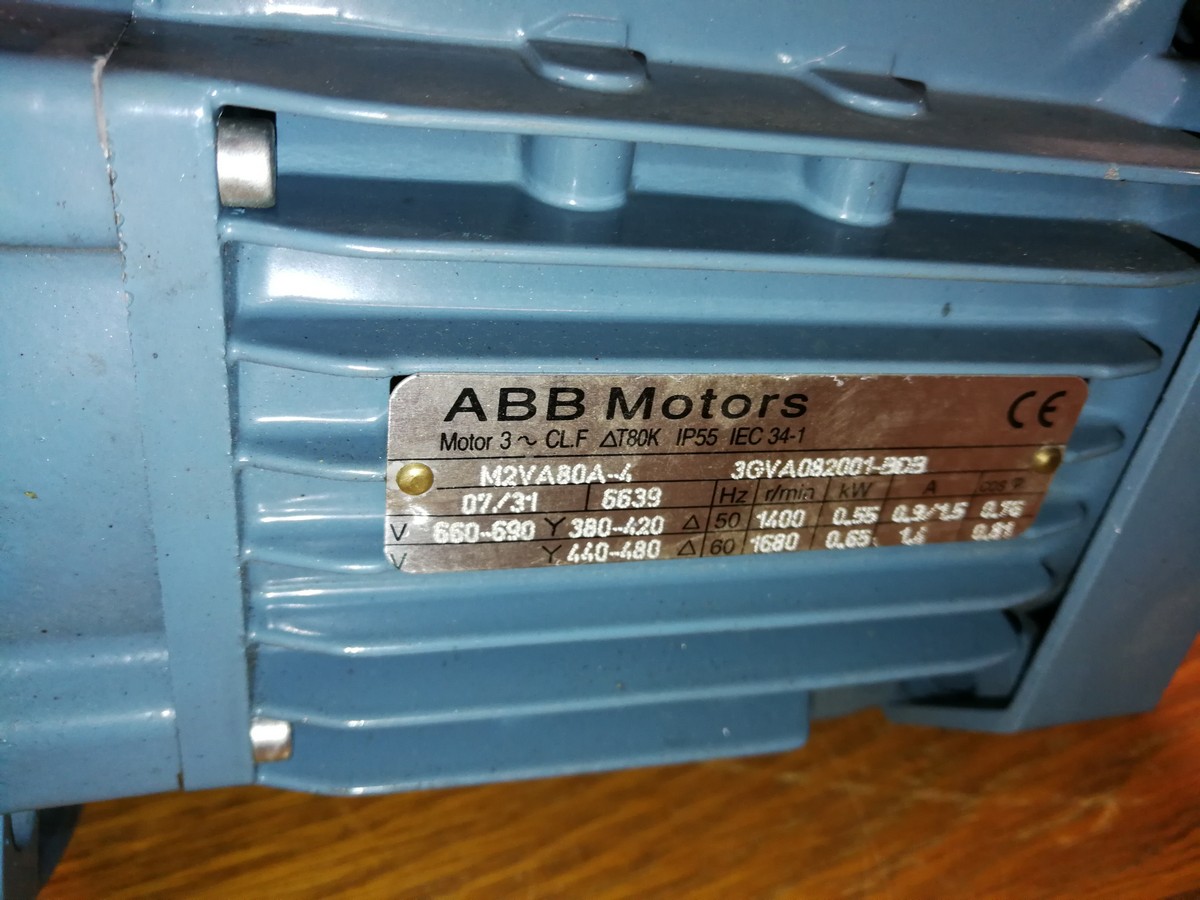 ABB Motors CE
Motor 3 ~ CL.F ΔT80K IP55 IEC 34-1
M2VA80A-4 3GVA082001-BDB
07/31 6639 Hz r/min kW A cos φ
V 660-690 Y 380-420 Δ 50 1400 0.55 0.9/1.5 0.76
V Y 440-480 Δ 60 1680 0.65 1.4 0.81